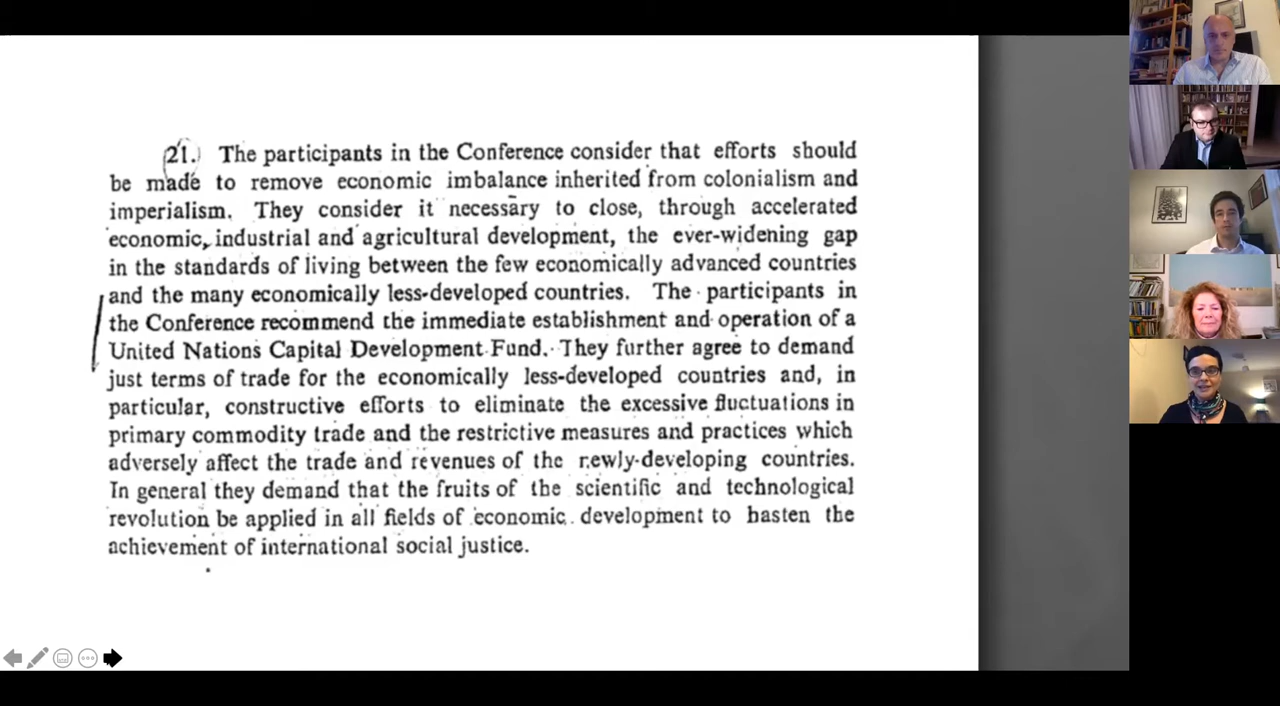 21. The participants in the Conference consider that efforts should
be made to remove economic imbalance inherited from colonialism and
imperialism. They consider it necessary to close, through accelerated
economic, industrial and agricultural development, the ever-widening gap
in the standards of living between the few economically advanced countries
and the many economically less-developed countries. The participants in
the Conference recommend the immediate establishment and operation of a
United Nations Capital Development Fund. They further agree to demand
just terms of trade for the economically less-developed countries and, in
particular, constructive efforts to eliminate the excessive fluctuations in
primary commodity trade and the restrictive measures and practices which
adversely affect the trade and revenues of the newly-developing countries.
In general they demand that the fruits of the scientific and technological
revolution be applied in all fields of economic development to hasten the
achievement of international social justice.